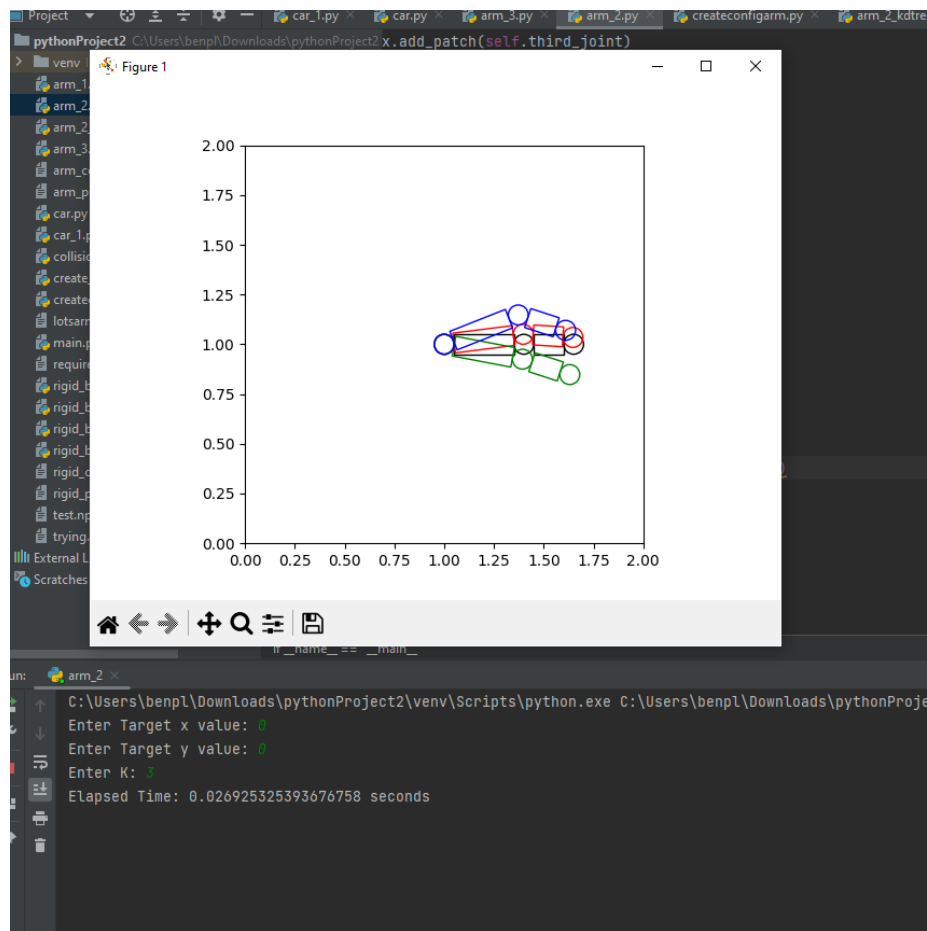 Project
car_1.py
car.py
arm_3.py
arm_2.py
createconfigarm.py
arm_2_kdtre
pythonProject2 C:\Users\benpl\Downloads\pythonProject2
x.add_patch(self.third_joint)
venv
Figure 1
arm_1.
arm_2.
arm_2_
arm_3.
arm_c
arm_p
car.py
car_1.p
collisio
create_
create
lotsarm
main.p
require
rigid_b
rigid_b
rigid_b
rigid_b
rigid_c
rigid_p
test.np
trying.
External L
Scratches
2.00
1.75
1.50
1.25
1.00
0.75
0.50
0.25
0.00
0.00 0.25 0.50 0.75 1.00 1.25 1.50 1.75 2.00
if __name__ == '__main__
un:
arm_2
C:\Users\benpl\Downloads\pythonProject2\venv\Scripts\python.exe C:\Users\benpl\Downloads\pythonProje
Enter Target x value: 0
Enter Target y value: 0
Enter K: 3
Elapsed Time: 0.026925325393676758 seconds